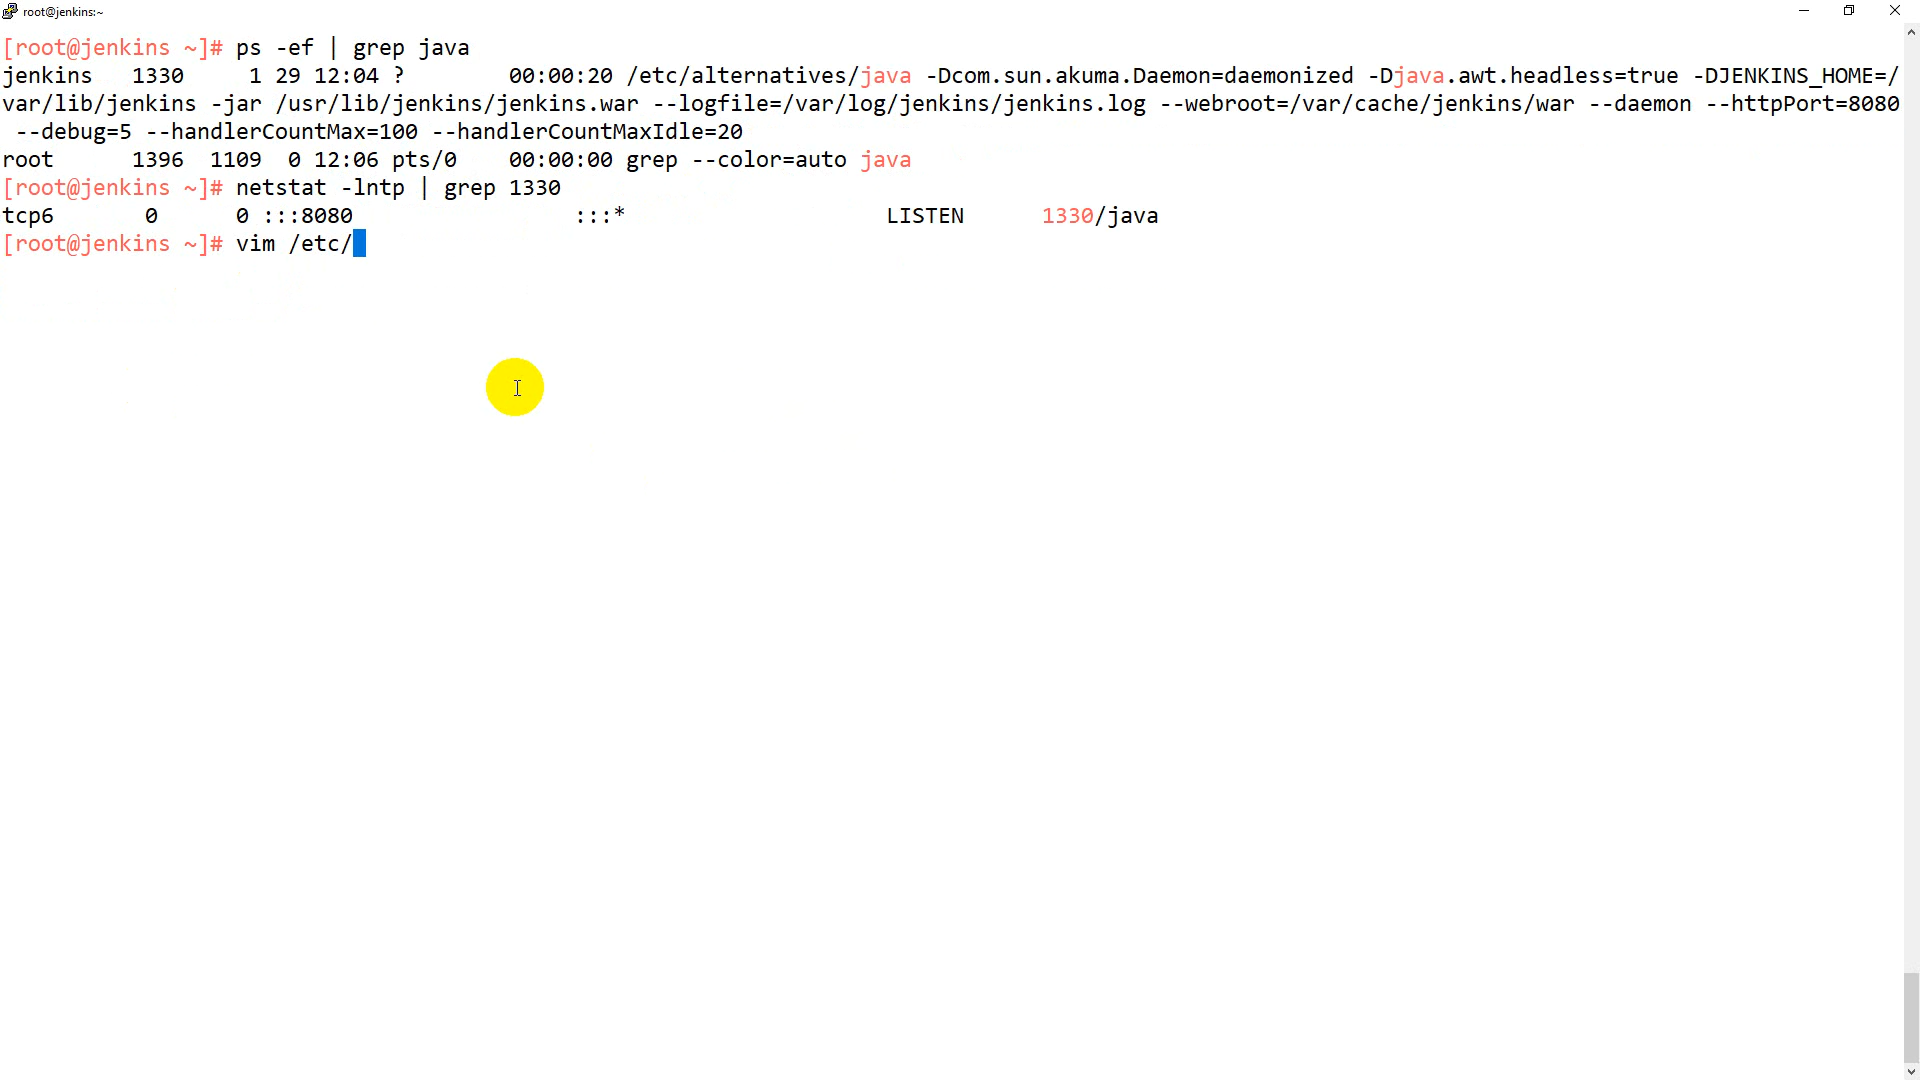 root@jenkins:~
[root@jenkins ~]# ps -ef | grep java
jenkins   1330     1 29 12:04 ?        00:00:20 /etc/alternatives/java -Dcom.sun.akuma.Daemon=daemonized -Djava.awt.headless=true -DJENKINS_HOME=/
var/lib/jenkins -jar /usr/lib/jenkins/jenkins.war --logfile=/var/log/jenkins/jenkins.log --webroot=/var/cache/jenkins/war --daemon --httpPort=8080
 --debug=5 --handlerCountMax=100 --handlerCountMaxIdle=20
root      1396  1109  0 12:06 pts/0    00:00:00 grep --color=auto java
[root@jenkins ~]# netstat -lntp | grep 1330
tcp6       0      0 :::8080                 :::*                    LISTEN      1330/java
[root@jenkins ~]# vim /etc/